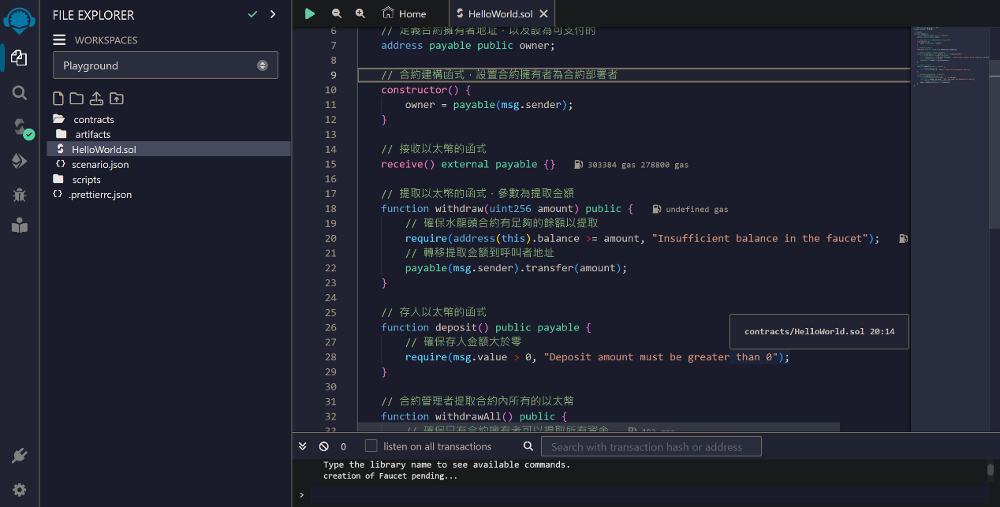 FILE EXPLORER
WORKSPACES
Playground
contracts
artifacts
HelloWorld.sol
scenario.json
scripts
.prettierrc.json
Home
HelloWorld.sol
6 // 定義合約擁有者地址，以及設為可支付的
7 address payable public owner;
8
9 // 合約建構函式，設置合約擁有者為合約部署者
10 constructor() {
11 owner = payable(msg.sender);
12 }
13
14 // 接收以太幣的函式
15 receive() external payable {} 303384 gas 278800 gas
16
17 // 提取以太幣的函式，參數為提取金額
18 function withdraw(uint256 amount) public { undefined gas
19 // 確保水龍頭合約有足夠的餘額以提取
20 require(address(this).balance >= amount, "Insufficient balance in the faucet");
21 // 轉移提取金額到呼叫者地址
22 payable(msg.sender).transfer(amount);
23 }
24
25 // 存入以太幣的函式
26 function deposit() public payable {
27 // 確保存入金額大於零
28 require(msg.value > 0, "Deposit amount must be greater than 0");
29 }
30
31 // 合約管理者提取合約內所有的以太幣
32 function withdrawAll() public {
33 // 確保只有合約擁有者可以提取所有資金
contracts/HelloWorld.sol 20:14
0
listen on all transactions
Search with transaction hash or address
Type the library name to see available commands.
creation of Faucet pending...
>